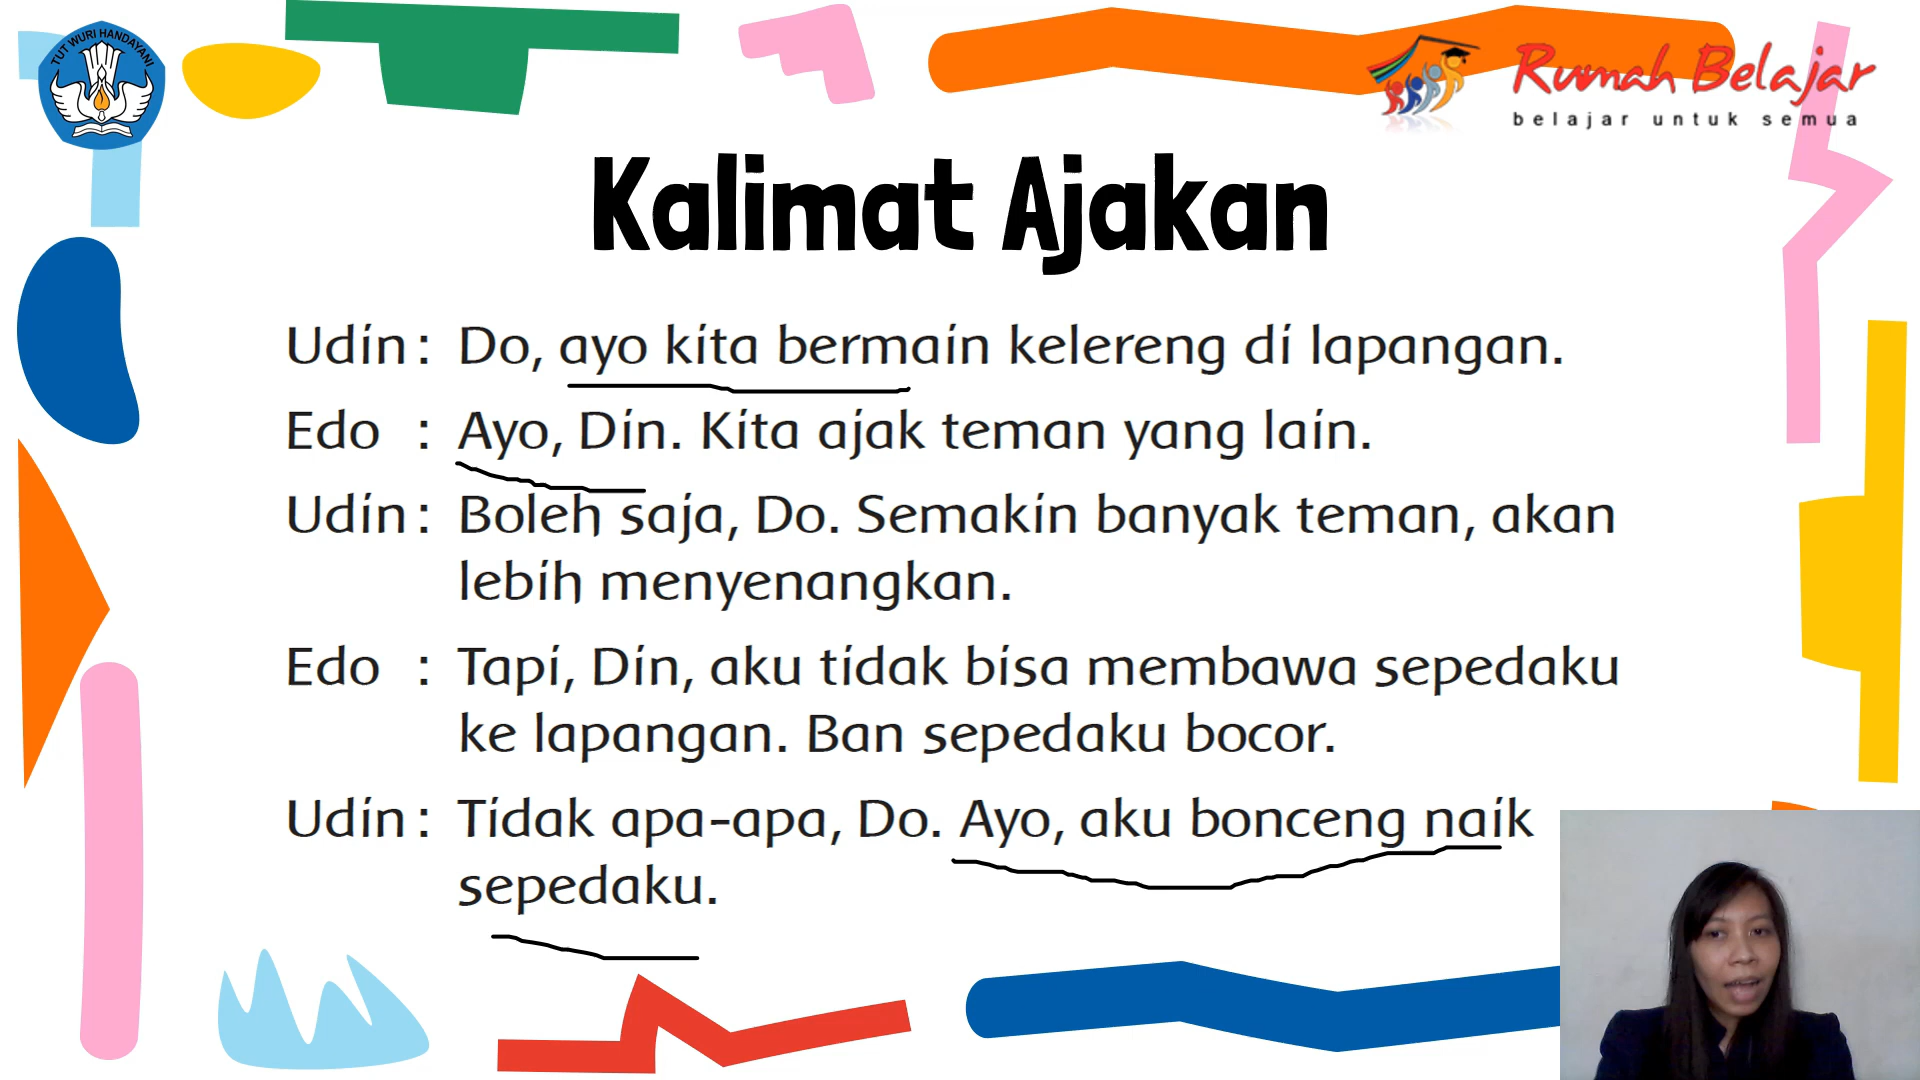 TUT WURI HANDAYANI
Rumah Belajar
belajar untuk semua
Kalimat Ajakan
Udin : Do, ayo kita bermain kelereng di lapangan.
Edo : Ayo, Din. Kita ajak teman yang lain.
Udin : Boleh saja, Do. Semakin banyak teman, akan
lebih menyenangkan.
Edo : Tapi, Din, aku tidak bisa membawa sepedaku
ke lapangan. Ban sepedaku bocor.
Udin : Tidak apa-apa, Do. Ayo, aku bonceng naik
sepedaku.